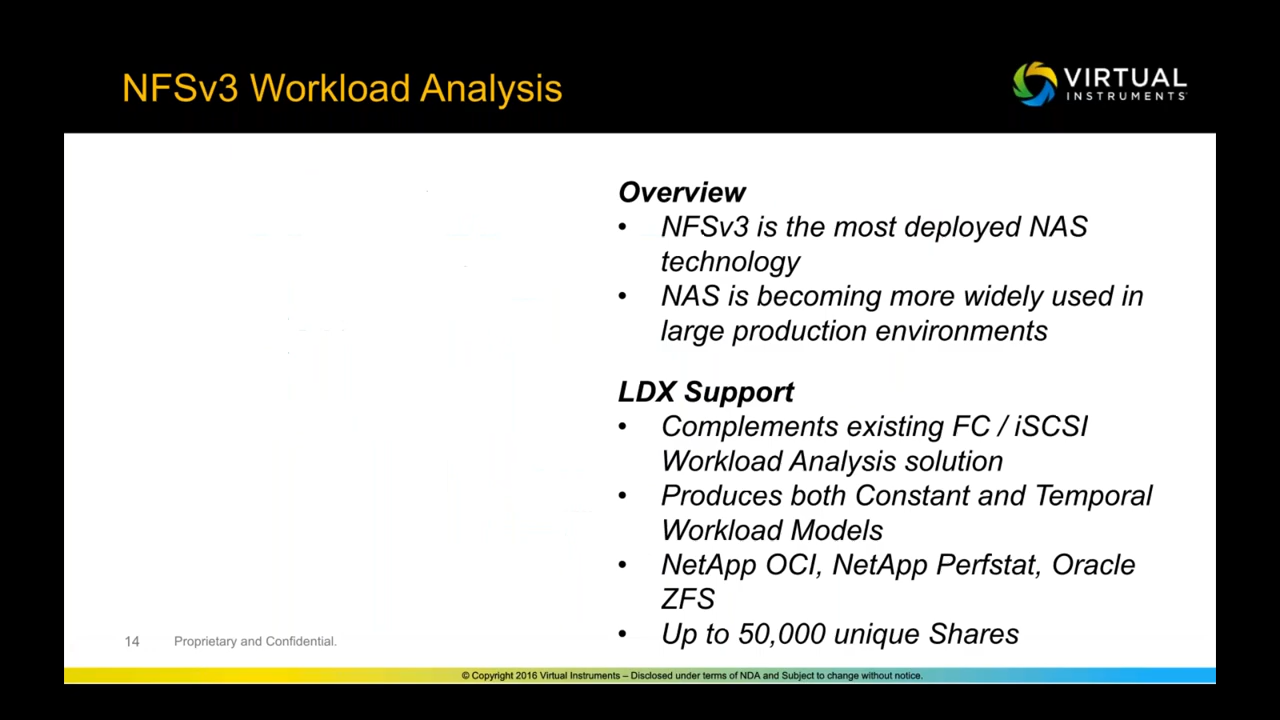 NFSv3 Workload Analysis
VIRTUAL
INSTRUMENTS
Overview
• NFSv3 is the most deployed NAS
technology
• NAS is becoming more widely used in
large production environments
LDX Support
• Complements existing FC / iSCSI
Workload Analysis solution
• Produces both Constant and Temporal
Workload Models
• NetApp OCI, NetApp Perfstat, Oracle
ZFS
• Up to 50,000 unique Shares
14 Proprietary and Confidential.
© Copyright 2016 Virtual Instruments – Disclosed under terms of NDA and Subject to change without notice.